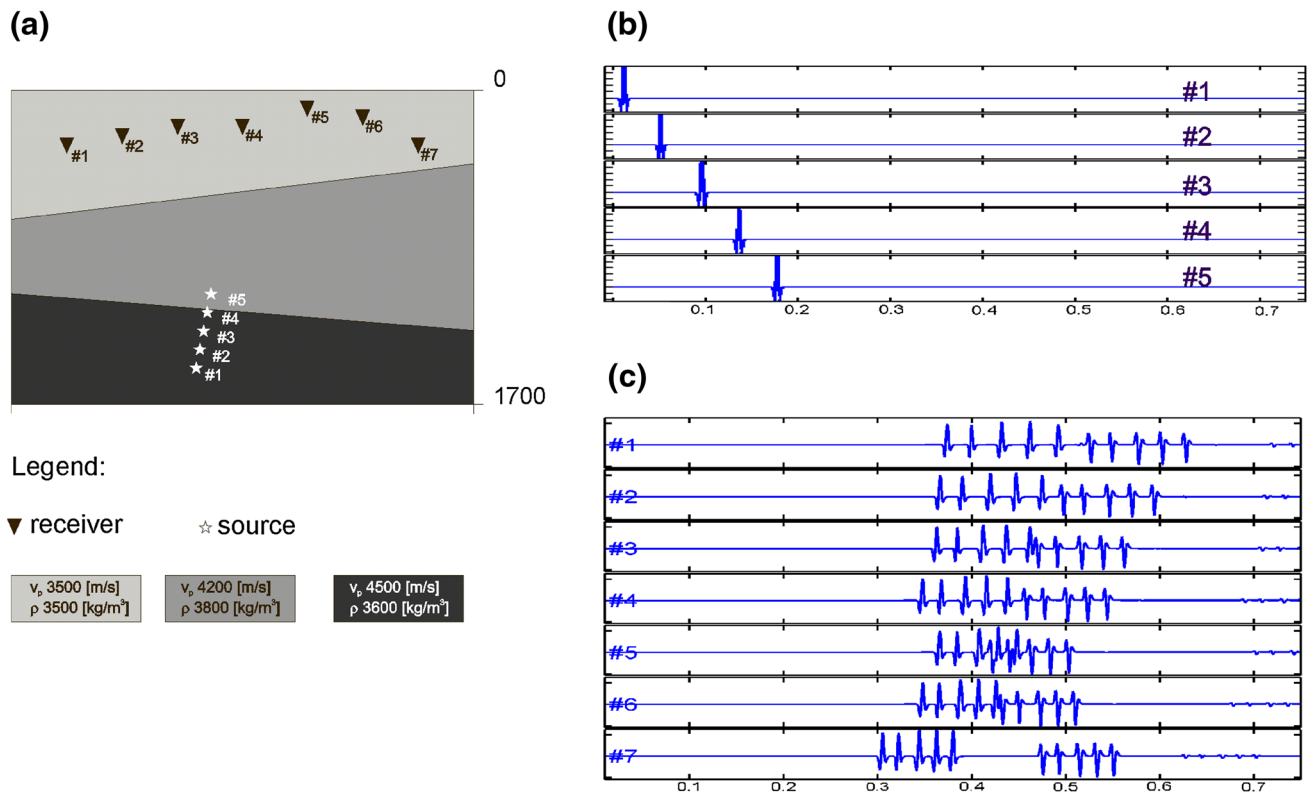 (a)
0
#1
#2
#3
#4
#5
#6
#7
#5
#4
#3
#2
#1
1700
Legend:
receiver
source
vₚ 3500 [m/s]
ρ 3500 [kg/m³]
vₚ 4200 [m/s]
ρ 3800 [kg/m³]
vₚ 4500 [m/s]
ρ 3600 [kg/m³]
(b)
#1
#2
#3
#4
#5
0.1 0.2 0.3 0.4 0.5 0.6 0.7
(c)
#1
#2
#3
#4
#5
#6
#7
0.1 0.2 0.3 0.4 0.5 0.6 0.7